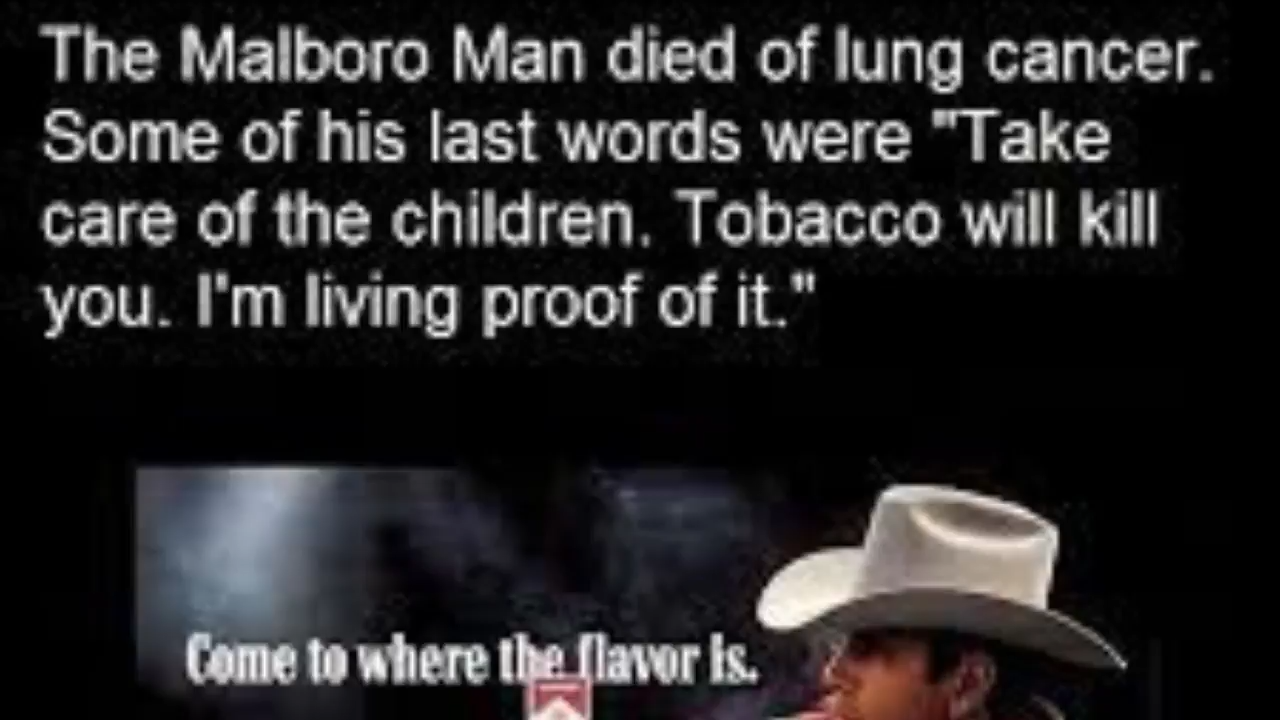 The Malboro Man died of lung cancer.
Some of his last words were "Take
care of the children. Tobacco will kill
you. I'm living proof of it."
Come to where the flavor is.